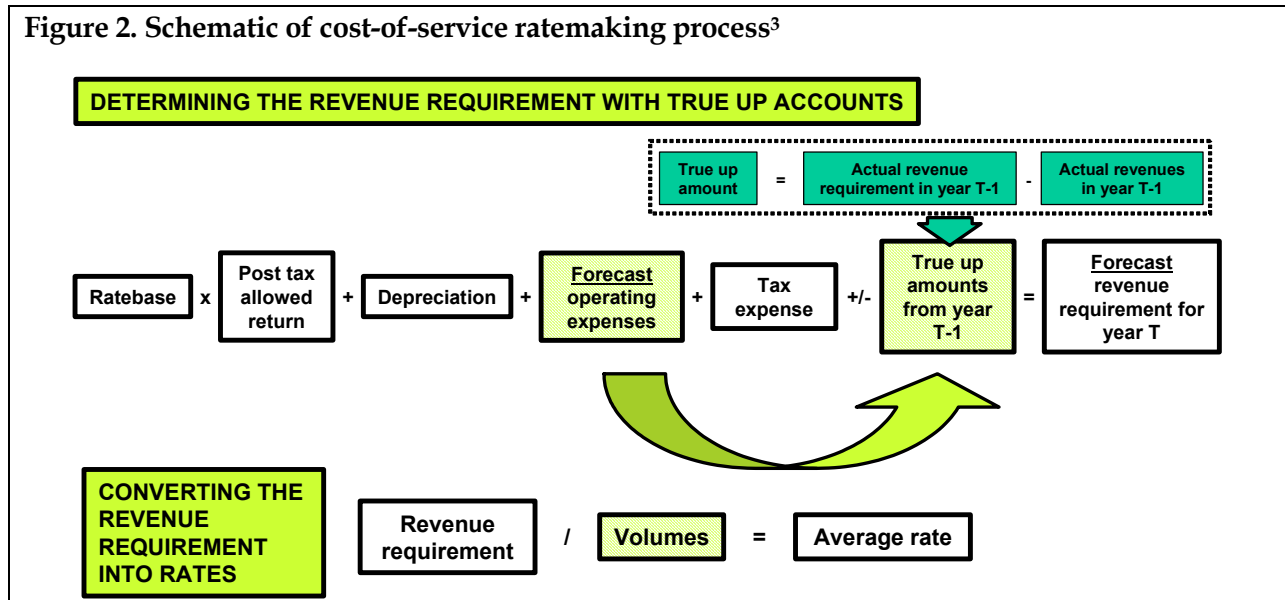 Figure 2. Schematic of cost-of-service ratemaking process³
DETERMINING THE REVENUE REQUIREMENT WITH TRUE UP ACCOUNTS
True up
amount
=
Actual revenue
requirement in year T-1
-
Actual revenues
in year T-1
Ratebase
x
Post tax
allowed
return
+
Depreciation
+
Forecast
operating
expenses
+
Tax
expense
+/-
True up
amounts
from year
T-1
=
Forecast
revenue
requirement for
year T
CONVERTING THE
REVENUE
REQUIREMENT
INTO RATES
Revenue
requirement
/
Volumes
=
Average rate